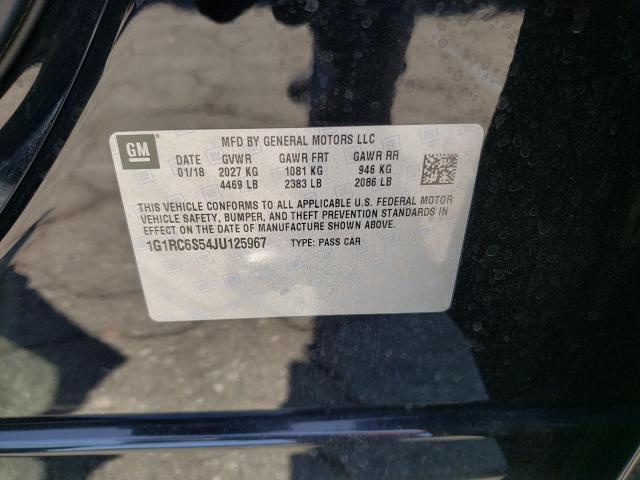 GM
MFD BY GENERAL MOTORS LLC
DATE GVWR GAWR FRT GAWR RR
01/18 2027 KG 1081 KG 946 KG
4469 LB 2383 LB 2086 LB
THIS VEHICLE CONFORMS TO ALL APPLICABLE U.S. FEDERAL MOTOR
VEHICLE SAFETY, BUMPER, AND THEFT PREVENTION STANDARDS IN
EFFECT ON THE DATE OF MANUFACTURE SHOWN ABOVE.
1G1RC6S54JU125967 TYPE: PASS CAR